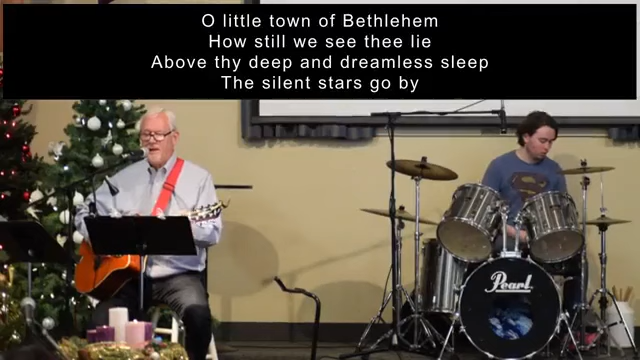 O little town of Bethlehem
How still we see thee lie
Above thy deep and dreamless sleep
The silent stars go by
Pearl